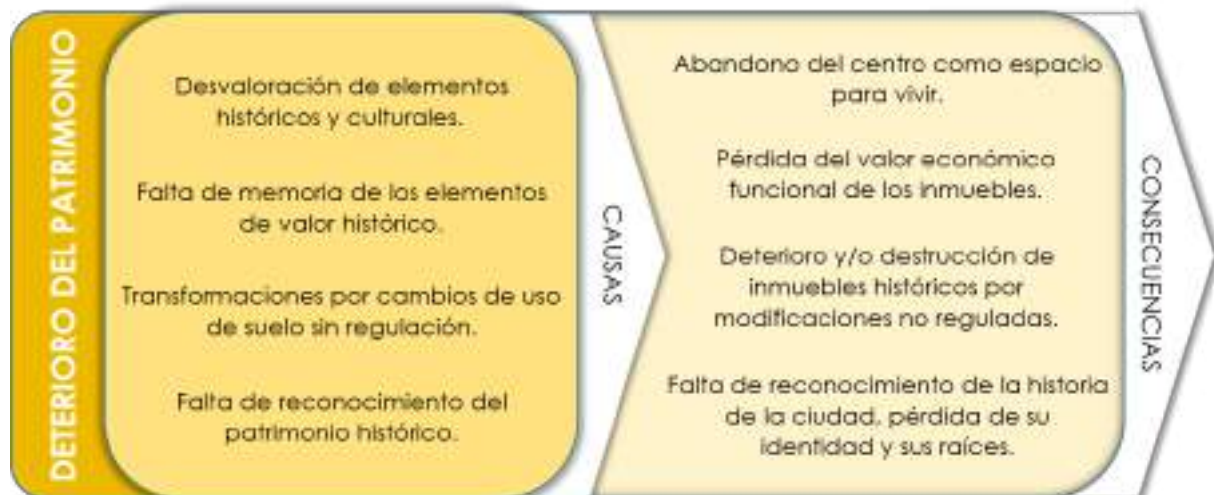 DETERIORO DEL PATRIMONIO
Desvaloración de elementos
históricos y culturales.
Falta de memoria de los elementos
de valor histórico.
Transformaciones por cambios de uso
de suelo sin regulación.
Falta de reconocimiento del
patrimonio histórico.
CAUSAS
Abandono del centro como espacio
para vivir.
Pérdida del valor económico
funcional de los inmuebles.
Deterioro y/o destrucción de
inmuebles históricos por
modificaciones no reguladas.
Falta de reconocimiento de la historia
de la ciudad, pérdida de su
identidad y sus raíces.
CONSECUENCIAS